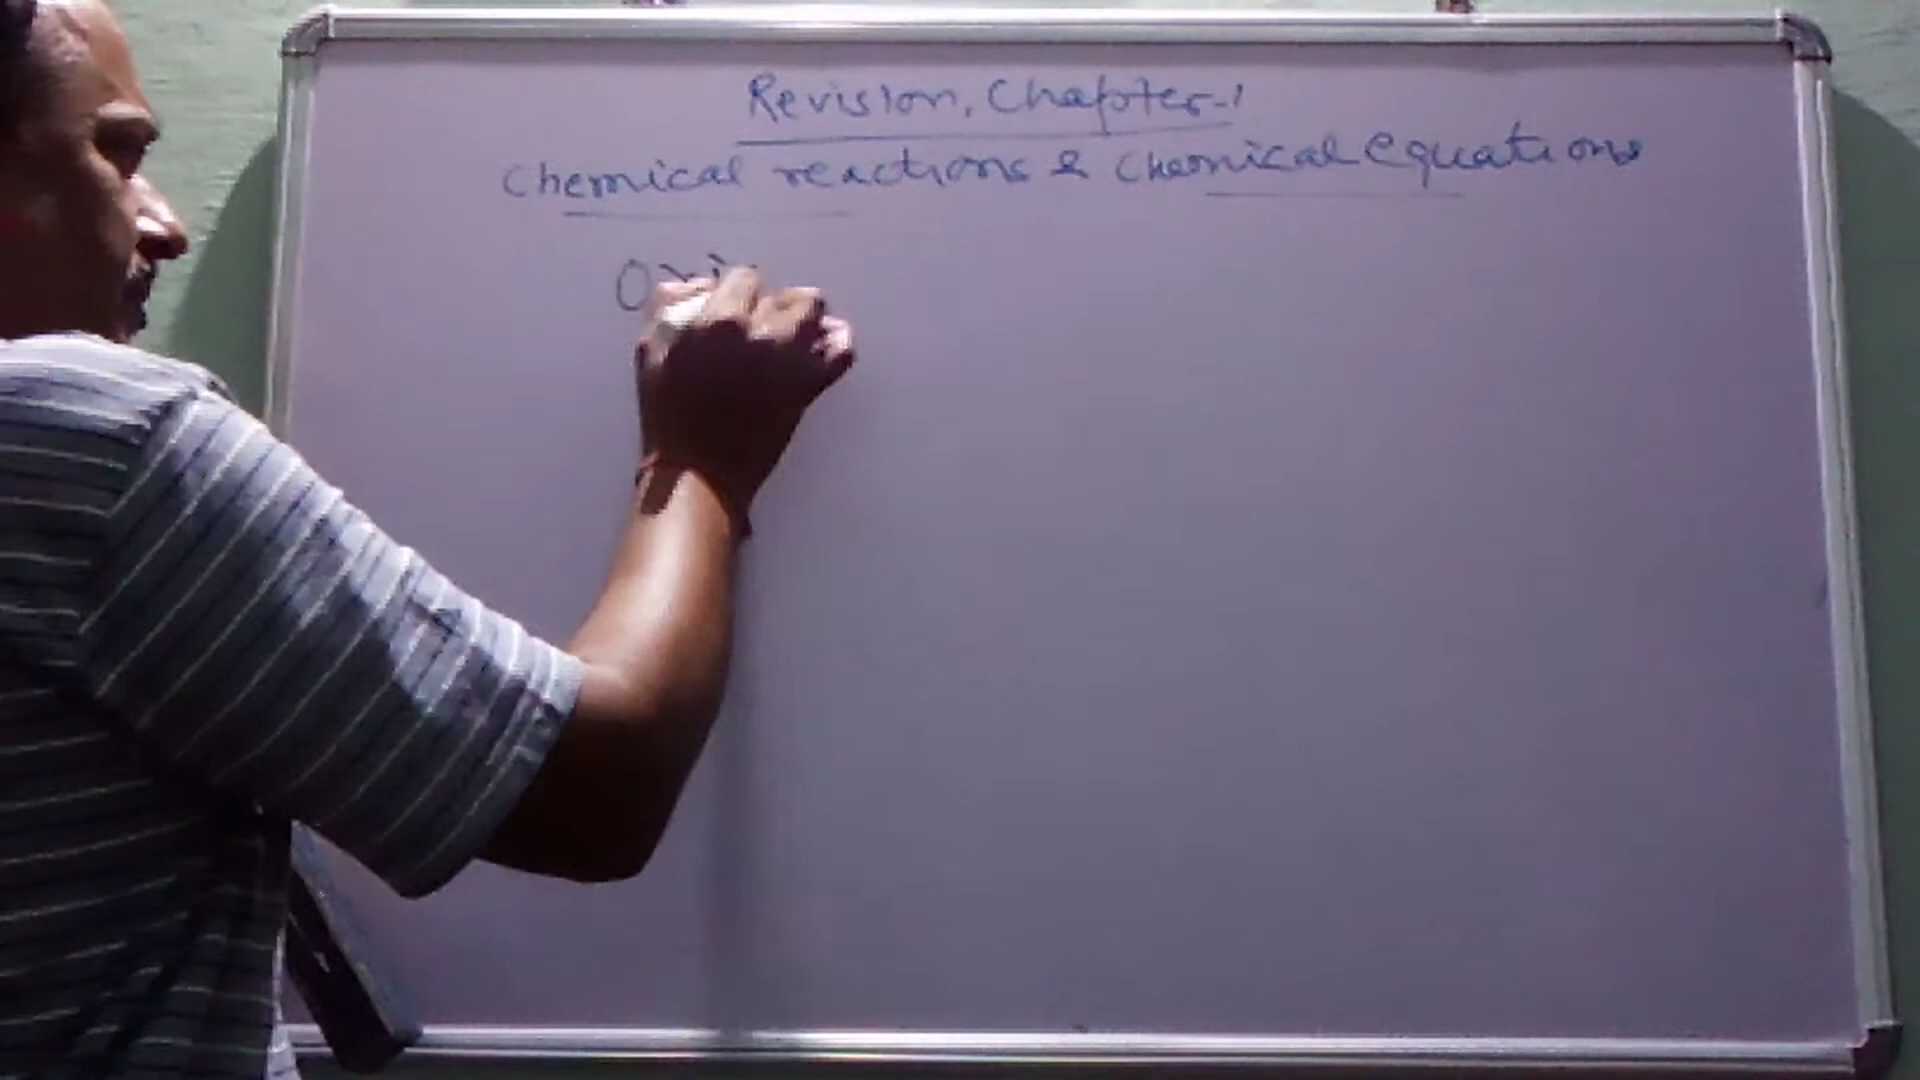 Revision, Chapter-1
Chemical reactions & Chemical equations
Oxi